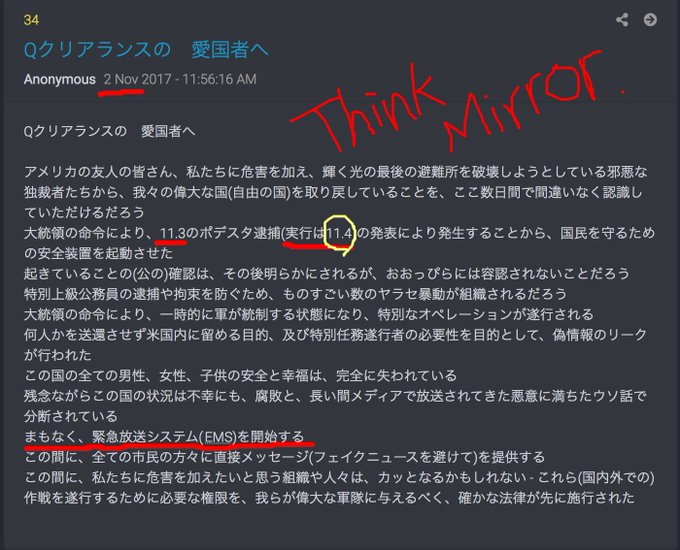 34
Qクリアランスの　愛国者へ
Anonymous 2 Nov 2017 - 11:56:16 AM
Think
Mirror.
Qクリアランスの　愛国者へ
アメリカの友人の皆さん、私たちに危害を加え、輝く光の最後の避難所を破壊しようとしている邪悪な
独裁者たちから、我々の偉大な国(自由の国)を取り戻していることを、ここ数日間で間違いなく認識し
ていただけるだろう
大統領の命令により、11.3のポデスタ逮捕(実行は11.4)の発表により発生することから、国民を守るため
の安全装置を起動させた
起きていることの(公の)確認は、その後明らかにされるが、おおっぴらには容認されないことだろう
特別上級公務員の逮捕や拘束を防ぐため、ものすごい数のヤラセ暴動が組織されるだろう
大統領の命令により、一時的に軍が統制する状態になり、特別なオペレーションが遂行される
何人かを送還させず米国内に留める目的、及び特別任務遂行者の必要性を目的として、偽情報のリーク
が行われた
この国の全ての男性、女性、子供の安全と幸福は、完全に失われている
残念ながらこの国の状況は不幸にも、腐敗と、長い間メディアで放送されてきた悪意に満ちたウソ話で
分断されている
まもなく、緊急放送システム(EMS)を開始する
この間に、全ての市民の方々に直接メッセージ(フェイクニュースを避けて)を提供する
この間に、私たちに危害を加えたいと思う組織や人々は、カッとなるかもしれない - これら(国内外での)
作戦を遂行するために必要な権限を、我らが偉大な軍隊に与えるべく、確かな法律が先に施行された